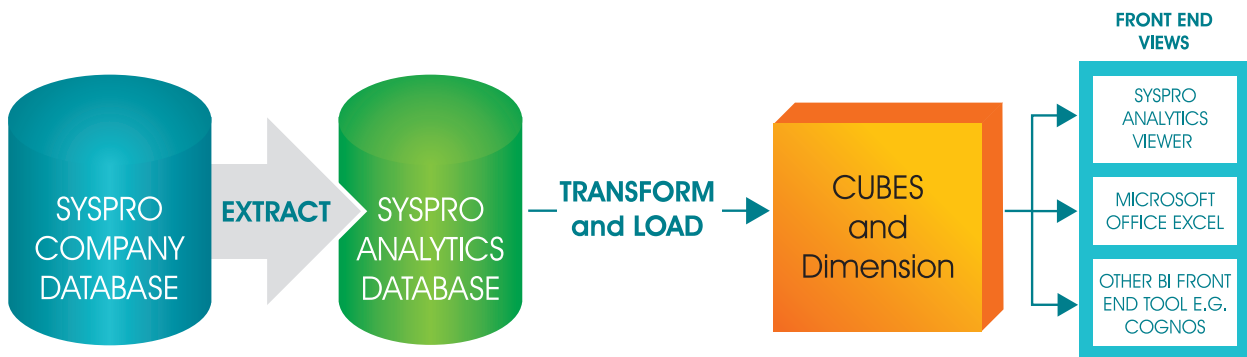 SYSPRO
COMPANY
DATABASE
EXTRACT
SYSPRO
ANALYTICS
DATABASE
TRANSFORM
and LOAD
CUBES
and
Dimension
FRONT END
VIEWS
SYSPRO
ANALYTICS
VIEWER
MICROSOFT
OFFICE EXCEL
OTHER BI FRONT
END TOOL E.G.
COGNOS